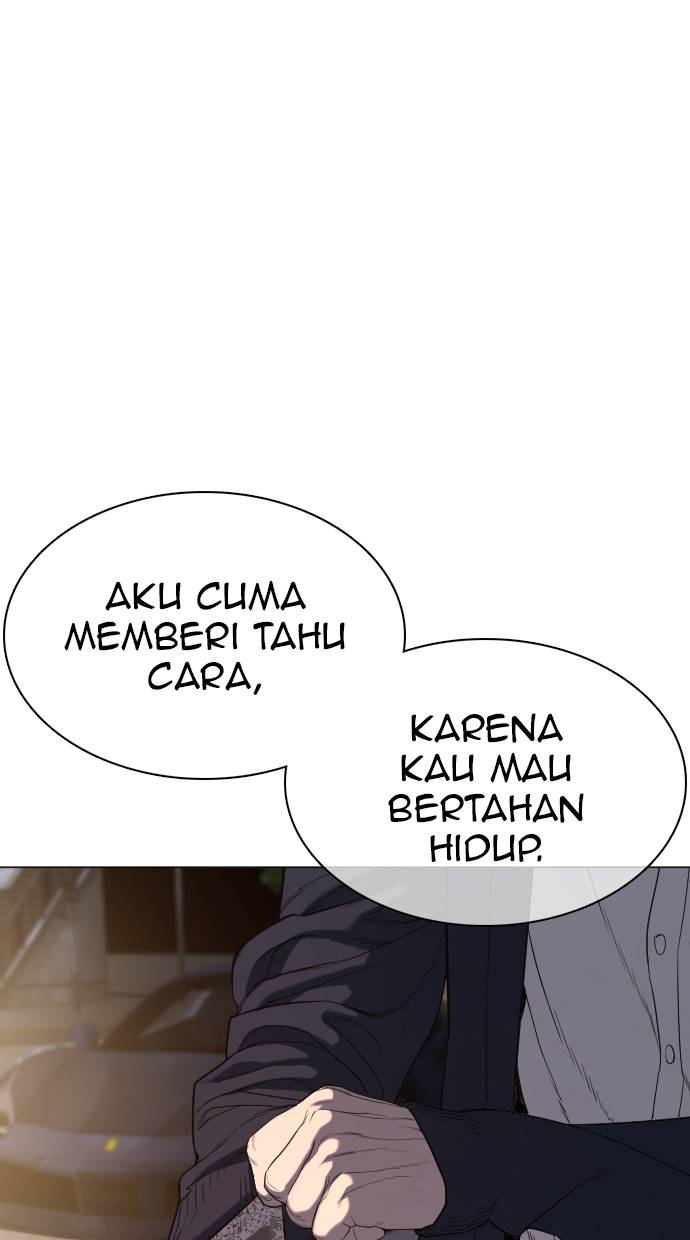 AKU CUMA
MEMBERI TAHU
CARA,
KARENA
KAU MAU
BERTAHAN
HIDUP.